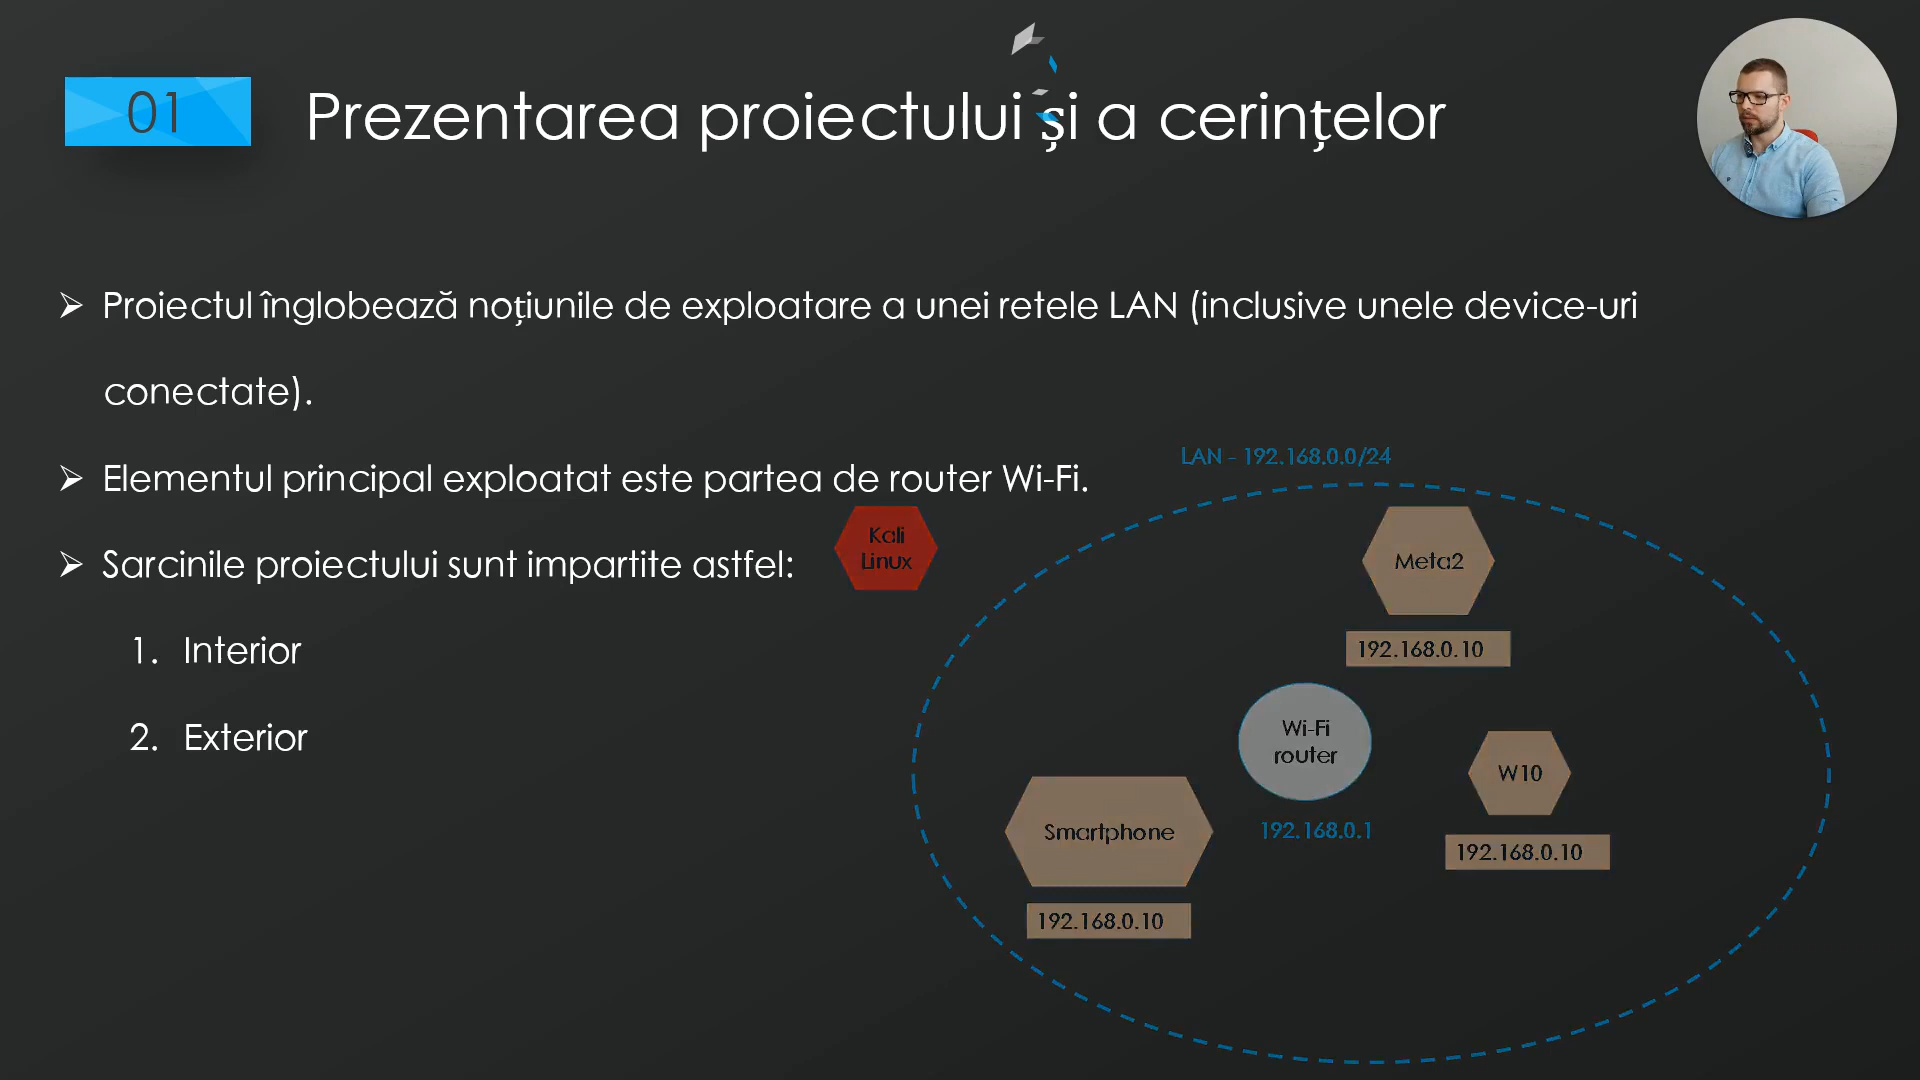 01
Prezentarea proiectului și a cerințelor
➢ Proiectul înglobează noțiunile de exploatare a unei retele LAN (inclusive unele device-uri
conectate).
➢ Elementul principal exploatat este partea de router Wi-Fi.
➢ Sarcinile proiectului sunt impartite astfel:
1. Interior
2. Exterior
LAN - 192.168.0.0/24
Kali
Linux
Meta2
192.168.0.10
Wi-Fi
router
192.168.0.1
W10
192.168.0.10
Smartphone
192.168.0.10